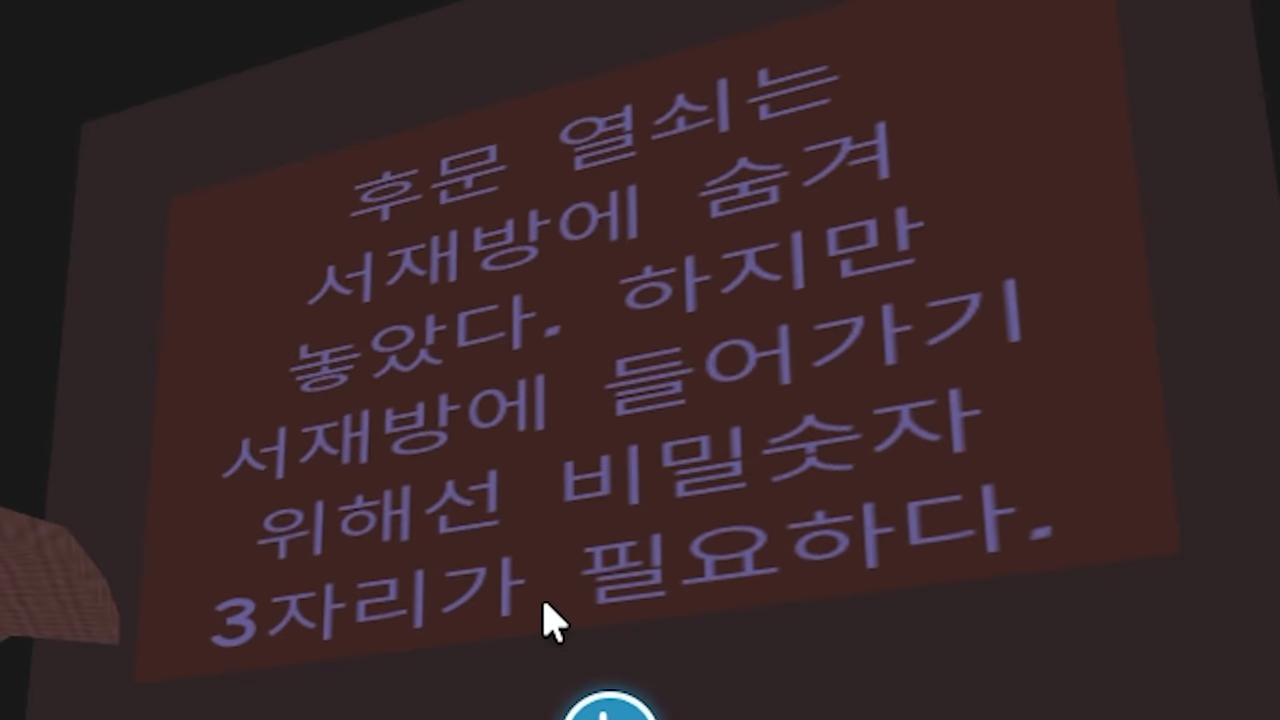 후문 열쇠는
서재방에 숨겨
놓았다. 하지만
서재방에 들어가기
위해선 비밀숫자
3자리가 필요하다.